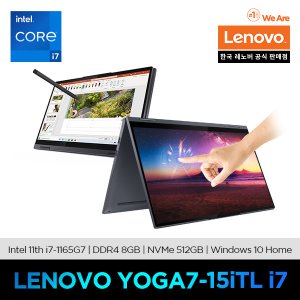 intel.
CORE i7
#1 We Are
Lenovo
한국 레노버 공식 판매점
Intel 11th i7-1165G7 | DDR4 8GB | NVMe 512GB | Windows 10 Home
LENOVO YOGA7-15iTL i7